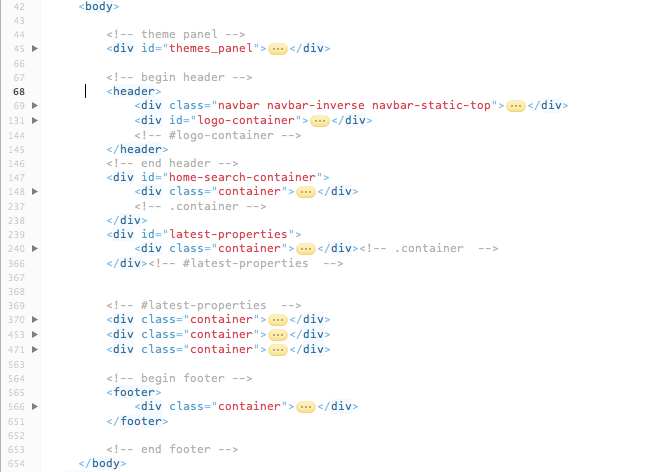 42 <body>
43
44 <!-- theme panel -->
45 <div id="themes_panel">...</div>
66
67 <!-- begin header -->
68 <header>
69 <div class="navbar navbar-inverse navbar-static-top">...</div>
131 <div id="logo-container">...</div>
144 <!-- #logo-container -->
145 </header>
146 <!-- end header -->
147 <div id="home-search-container">
148 <div class="container">...</div>
237 <!-- .container -->
238 </div>
239 <div id="latest-properties">
240 <div class="container">...</div><!-- .container  -->
366 </div><!-- #latest-properties  -->
367
368
369 <!-- #latest-properties  -->
370 <div class="container">...</div>
453 <div class="container">...</div>
471 <div class="container">...</div>
563
564 <!-- begin footer -->
565 <footer>
566 <div class="container">...</div>
651 </footer>
652
653 <!-- end footer -->
654 </body>